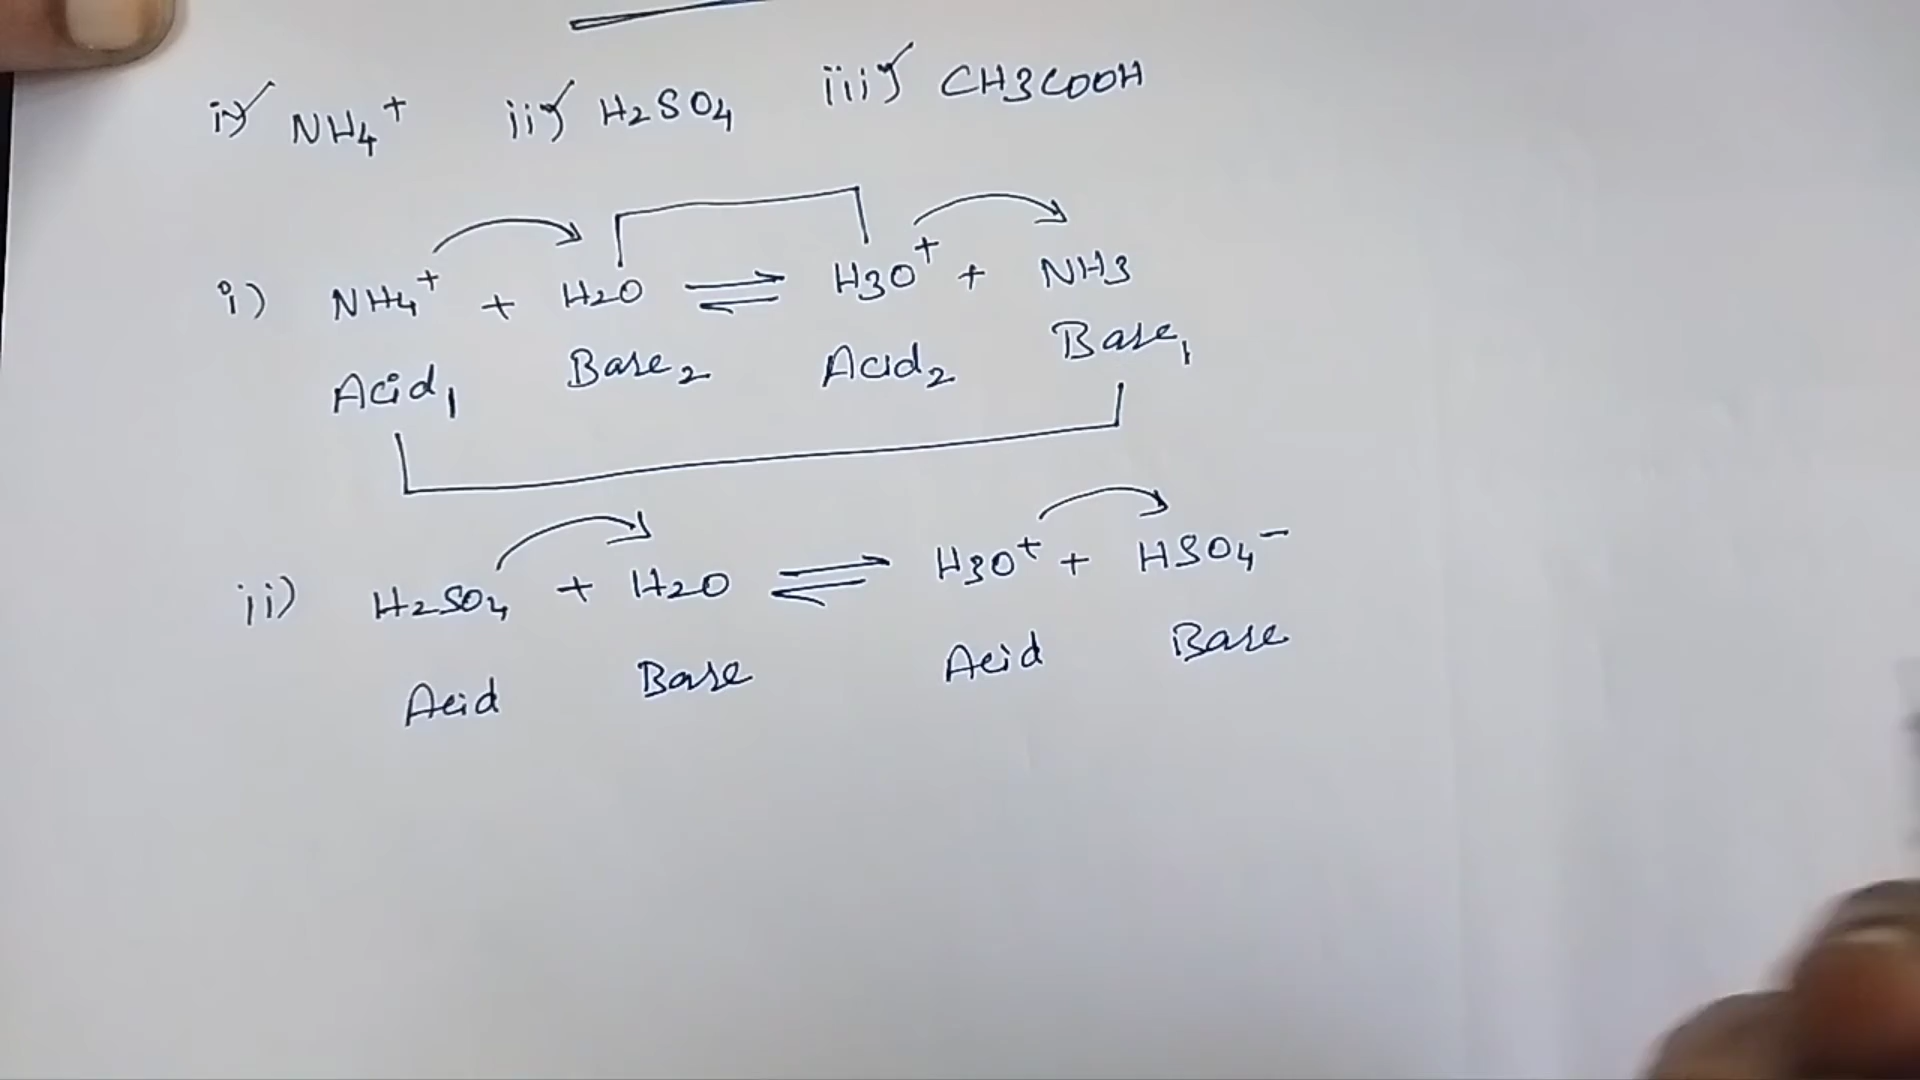 i) NH4+ ii) H2SO4 iii) CH3COOH
i) NH4+ + H2O ⇌ H3O+ + NH3
Acid1 Base2 Acid2 Base1
ii) H2SO4 + H2O ⇌ H3O+ + HSO4−
Acid Base Acid Base